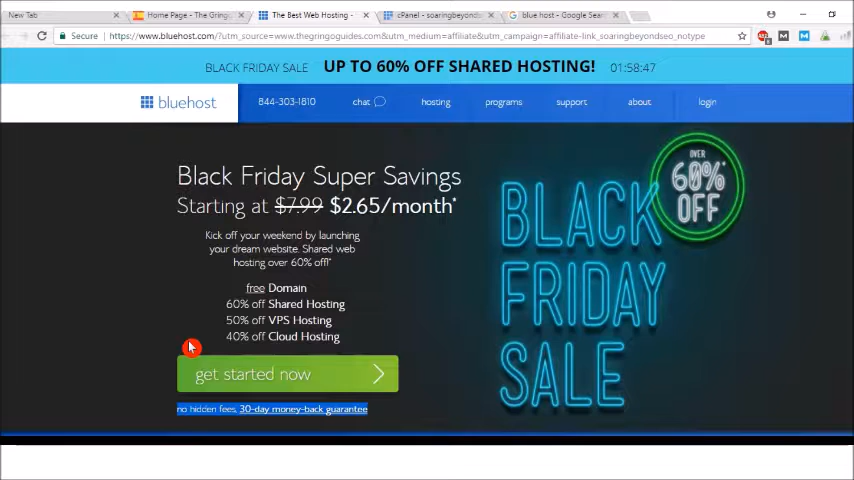 New Tab
Home Page - The Gring
The Best Web Hosting -
cPanel - soaringbeyonds
blue host - Google Sear
Secure
https://www.bluehost.com/?utm_source=www.thegringoguides.com&utm_medium=affiliate&utm_campaign=affiliate-link_soaringbeyondseo_notype
BLACK FRIDAY SALE UP TO 60% OFF SHARED HOSTING! 01:58:47
bluehost
844-303-1810 chat hosting programs support about login
Black Friday Super Savings
Starting at $7.99 $2.65/month*
Kick off your weekend by launching
your dream website. Shared web
hosting over 60% off!*
free Domain
60% off Shared Hosting
50% off VPS Hosting
40% off Cloud Hosting
get started now
no hidden fees, 30-day money-back guarantee
OVER
60%*
OFF
BLACK
FRIDAY
SALE